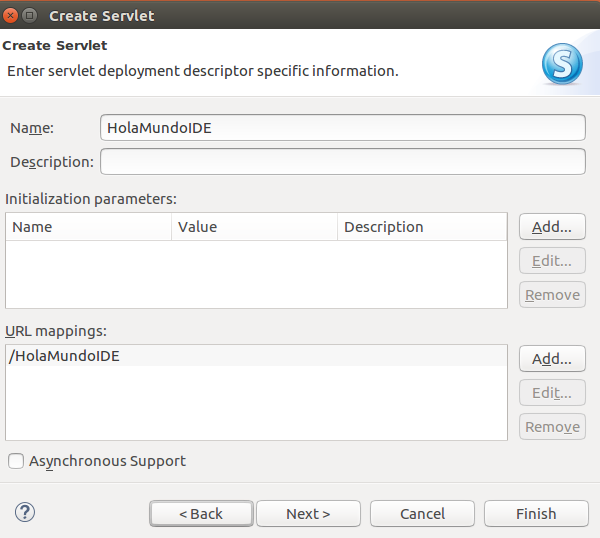 Create Servlet
Create Servlet
Enter servlet deployment descriptor specific information.
S
Name: HolaMundoIDE
Description:
Initialization parameters:
Name Value Description
Add...
Edit...
Remove
URL mappings:
/HolaMundoIDE
Add...
Edit...
Remove
Asynchronous Support
? < Back Next > Cancel Finish